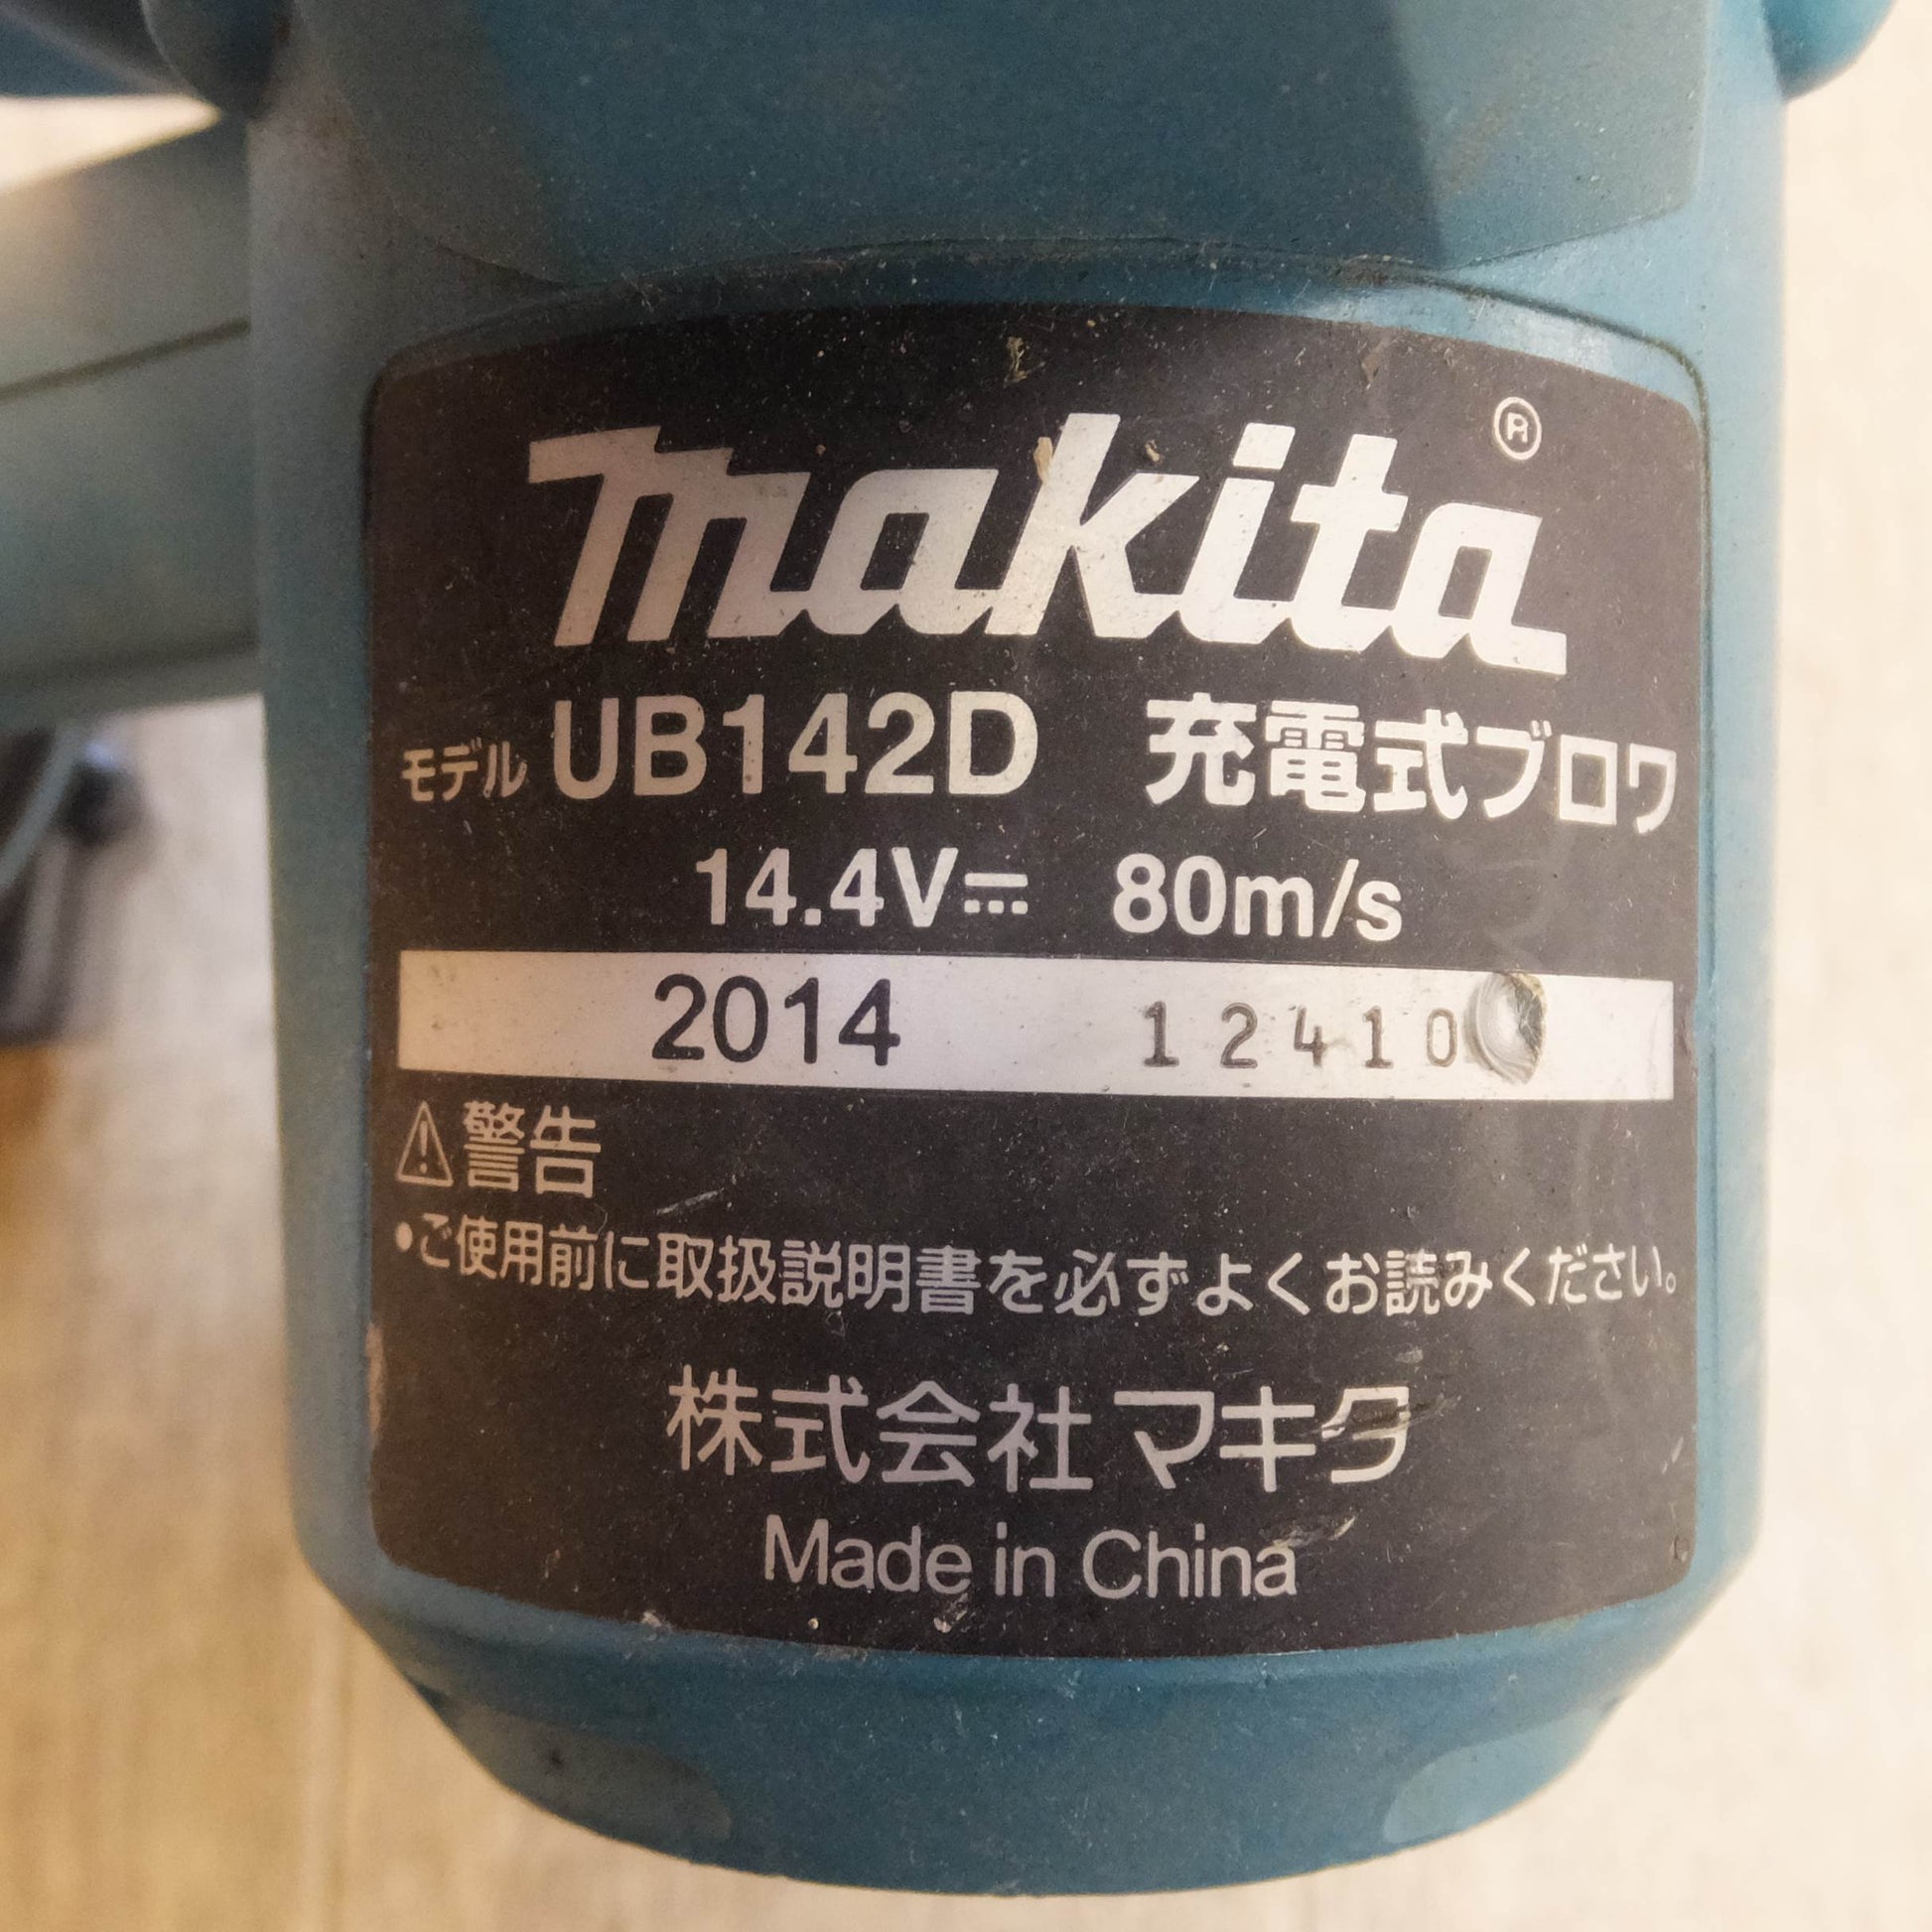 makita®
モデル UB142D 充電式ブロワ
14.4V⎓ 80m/s
2014 12410
⚠警告
•ご使用前に取扱説明書を必ずよくお読みください。
株式会社マキタ
Made in China